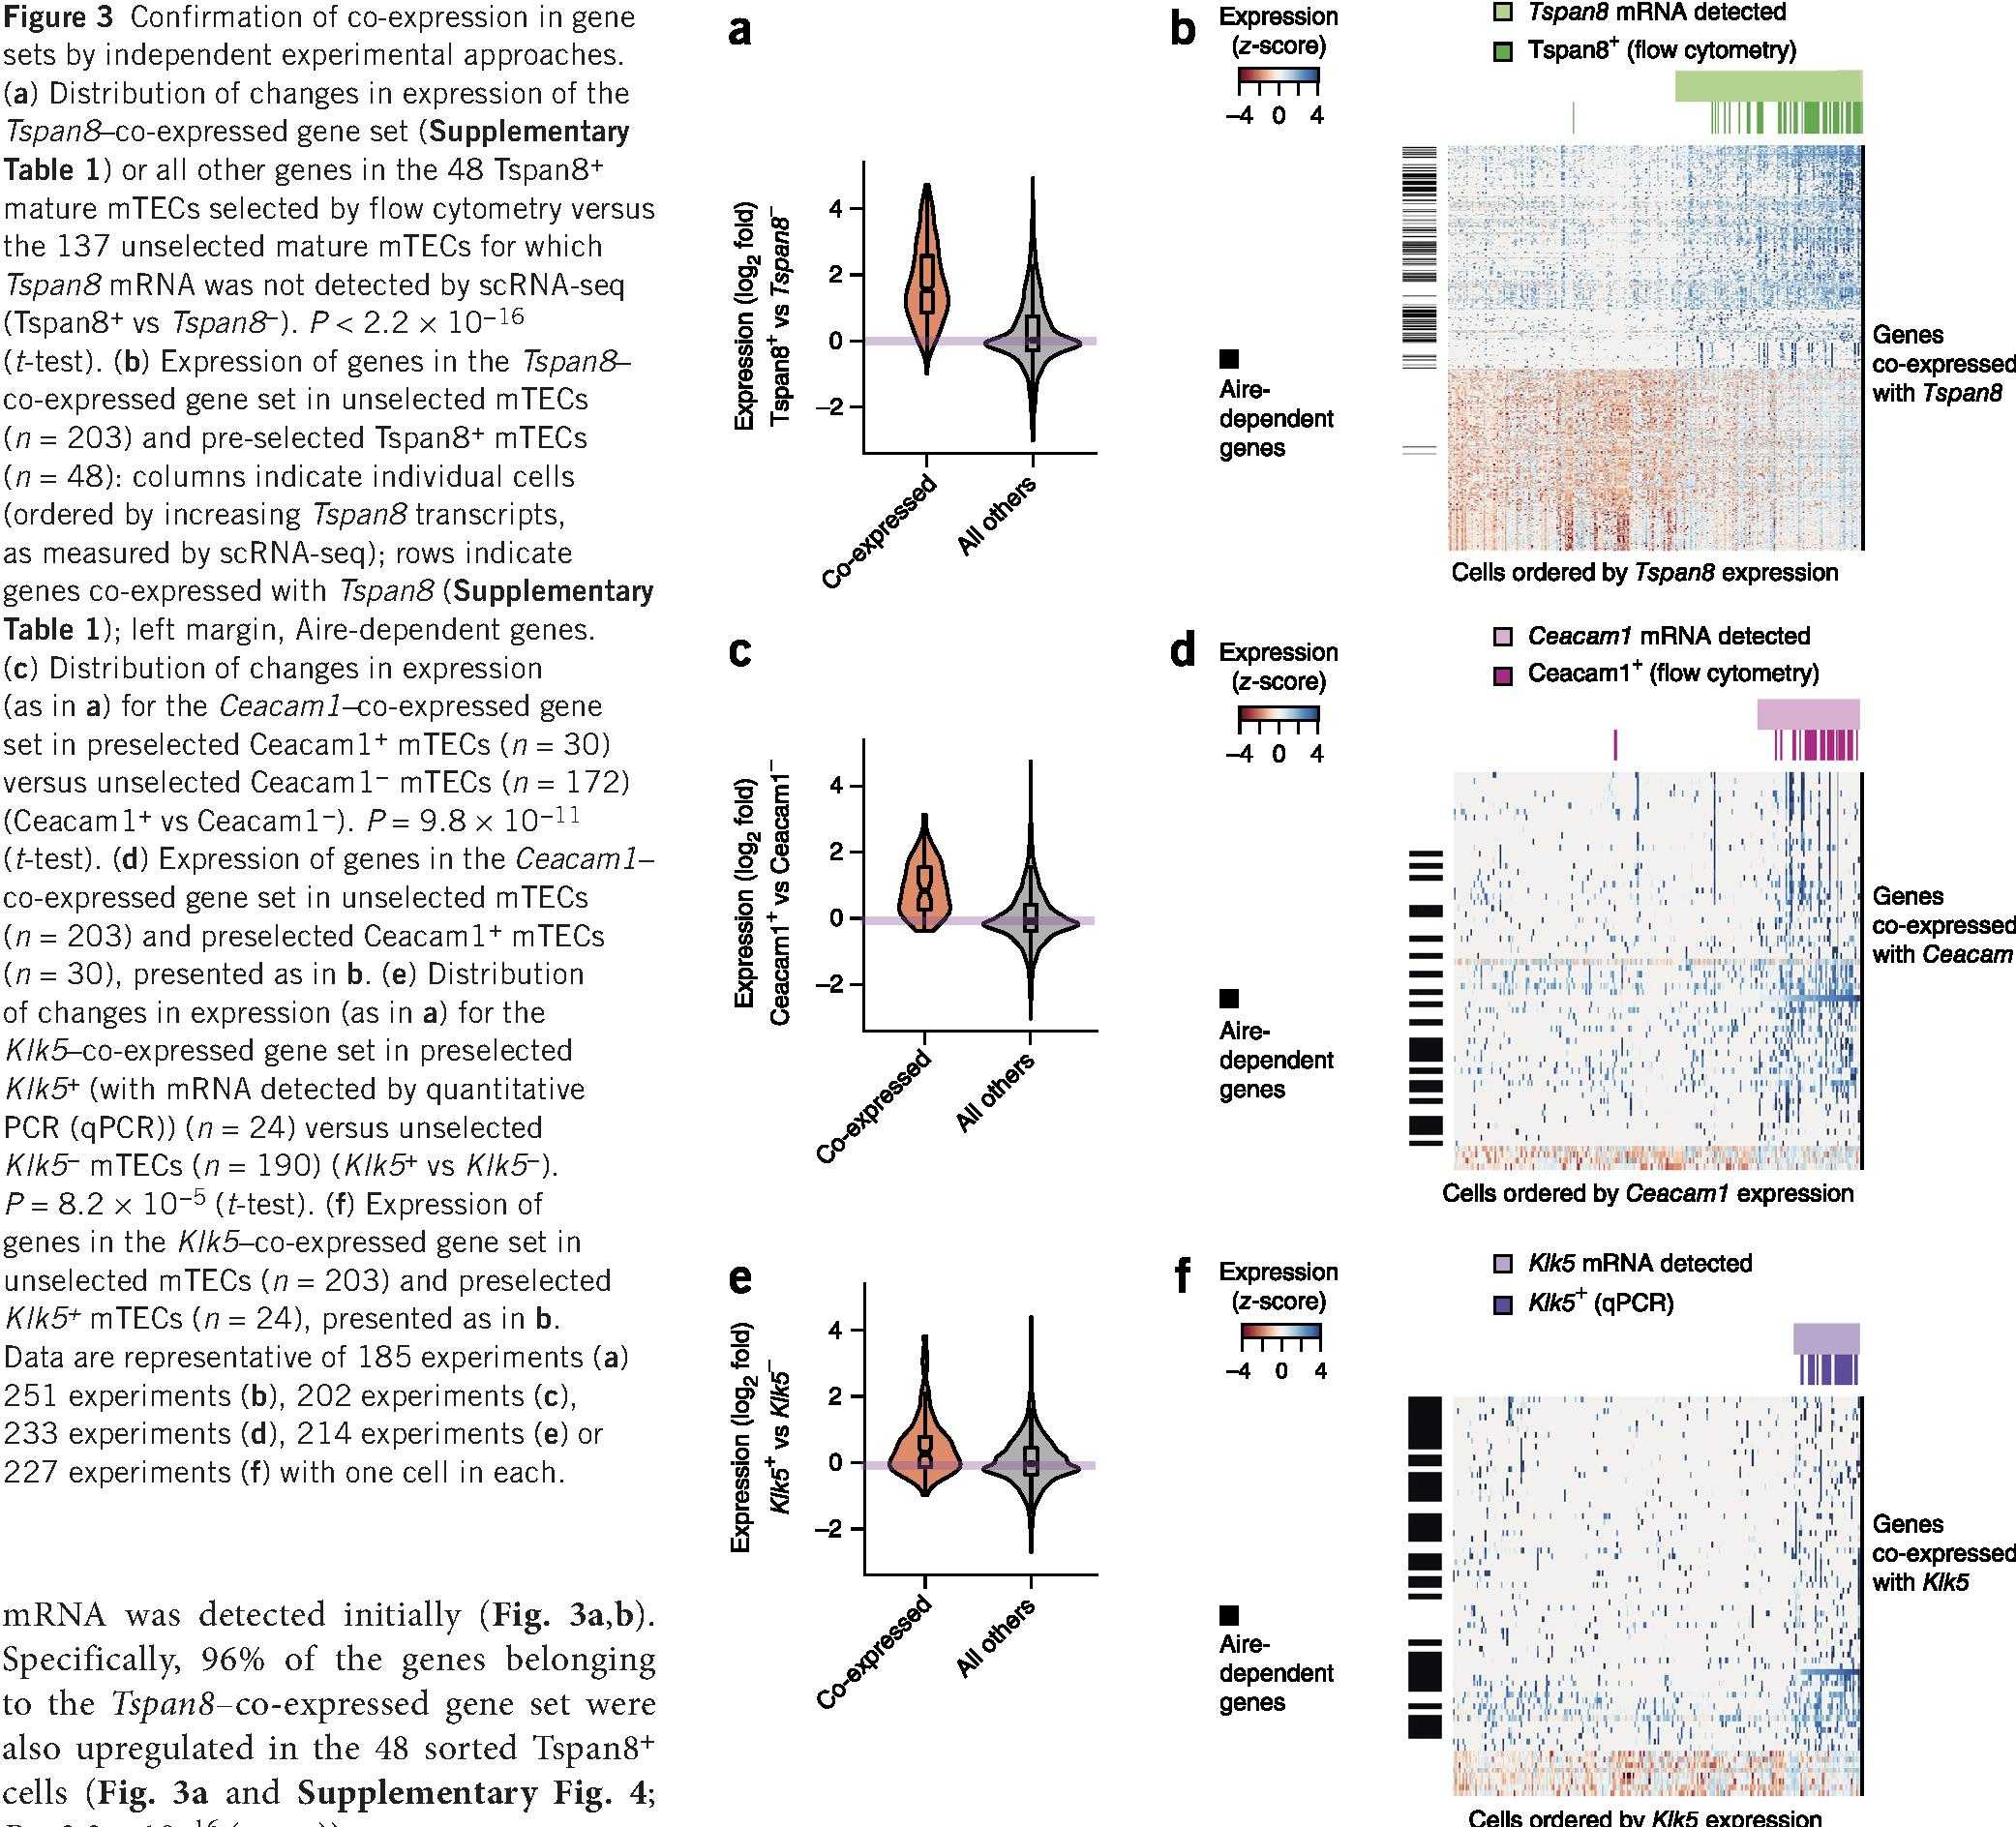 Figure 3 Confirmation of co-expression in gene
sets by independent experimental approaches.
(a) Distribution of changes in expression of the
Tspan8–co-expressed gene set (Supplementary
Table 1) or all other genes in the 48 Tspan8⁺
mature mTECs selected by flow cytometry versus
the 137 unselected mature mTECs for which
Tspan8 mRNA was not detected by scRNA-seq
(Tspan8⁺ vs Tspan8⁻). P < 2.2 × 10⁻¹⁶
(t-test). (b) Expression of genes in the Tspan8–
co-expressed gene set in unselected mTECs
(n = 203) and pre-selected Tspan8⁺ mTECs
(n = 48): columns indicate individual cells
(ordered by increasing Tspan8 transcripts,
as measured by scRNA-seq); rows indicate
genes co-expressed with Tspan8 (Supplementary
Table 1); left margin, Aire-dependent genes.
(c) Distribution of changes in expression
(as in a) for the Ceacam1–co-expressed gene
set in preselected Ceacam1⁺ mTECs (n = 30)
versus unselected Ceacam1⁻ mTECs (n = 172)
(Ceacam1⁺ vs Ceacam1⁻). P = 9.8 × 10⁻¹¹
(t-test). (d) Expression of genes in the Ceacam1–
co-expressed gene set in unselected mTECs
(n = 203) and preselected Ceacam1⁺ mTECs
(n = 30), presented as in b. (e) Distribution
of changes in expression (as in a) for the
Klk5–co-expressed gene set in preselected
Klk5⁺ (with mRNA detected by quantitative
PCR (qPCR)) (n = 24) versus unselected
Klk5⁻ mTECs (n = 190) (Klk5⁺ vs Klk5⁻).
P = 8.2 × 10⁻⁵ (t-test). (f) Expression of
genes in the Klk5–co-expressed gene set in
unselected mTECs (n = 203) and preselected
Klk5⁺ mTECs (n = 24), presented as in b.
Data are representative of 185 experiments (a)
251 experiments (b), 202 experiments (c),
233 experiments (d), 214 experiments (e) or
227 experiments (f) with one cell in each.
mRNA was detected initially (Fig. 3a,b).
Specifically, 96% of the genes belonging
to the Tspan8–co-expressed gene set were
also upregulated in the 48 sorted Tspan8⁺
cells (Fig. 3a and Supplementary Fig. 4;
a
Expression (log₂ fold)
Tspan8⁺ vs Tspan8⁻
4
2
0
–2
Co-expressed
All others
b
Expression
(z-score)
–4 0 4
Tspan8 mRNA detected
Tspan8⁺ (flow cytometry)
Aire-
dependent
genes
Genes
co-expressed
with Tspan8
Cells ordered by Tspan8 expression
c
Expression (log₂ fold)
Ceacam1⁺ vs Ceacam1⁻
4
2
0
–2
Co-expressed
All others
d
Expression
(z-score)
–4 0 4
Ceacam1 mRNA detected
Ceacam1⁺ (flow cytometry)
Aire-
dependent
genes
Genes
co-expressed
with Ceacam
Cells ordered by Ceacam1 expression
e
Expression (log₂ fold)
Klk5⁺ vs Klk5⁻
4
2
0
–2
Co-expressed
All others
f
Expression
(z-score)
–4 0 4
Klk5 mRNA detected
Klk5⁺ (qPCR)
Aire-
dependent
genes
Genes
co-expressed
with Klk5
Cells ordered by Klk5 expression